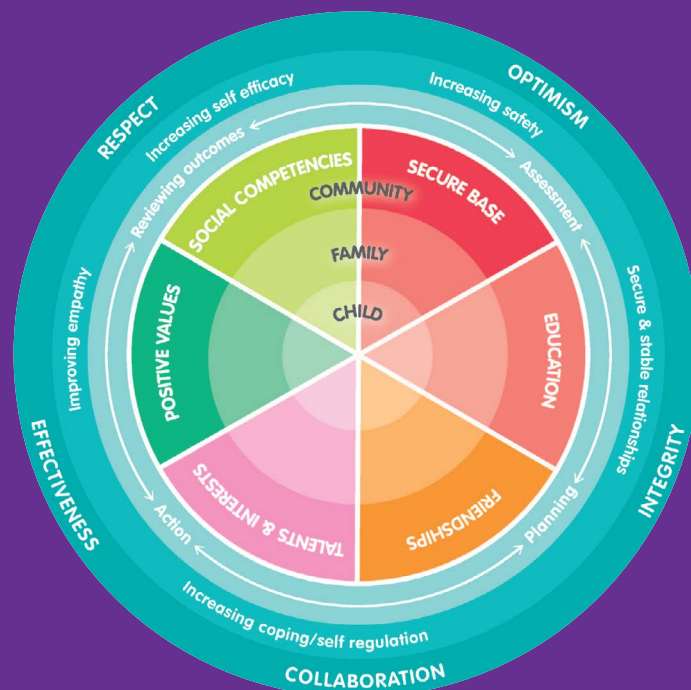 RESPECT
OPTIMISM
INTEGRITY
COLLABORATION
EFFECTIVENESS
Increasing self efficacy
Increasing safety
Secure & stable relationships
Increasing coping/self regulation
Improving empathy
Reviewing outcomes
Assessment
Planning
Action
SOCIAL COMPETENCIES
SECURE BASE
EDUCATION
FRIENDSHIPS
TALENTS & INTERESTS
POSITIVE VALUES
COMMUNITY
FAMILY
CHILD